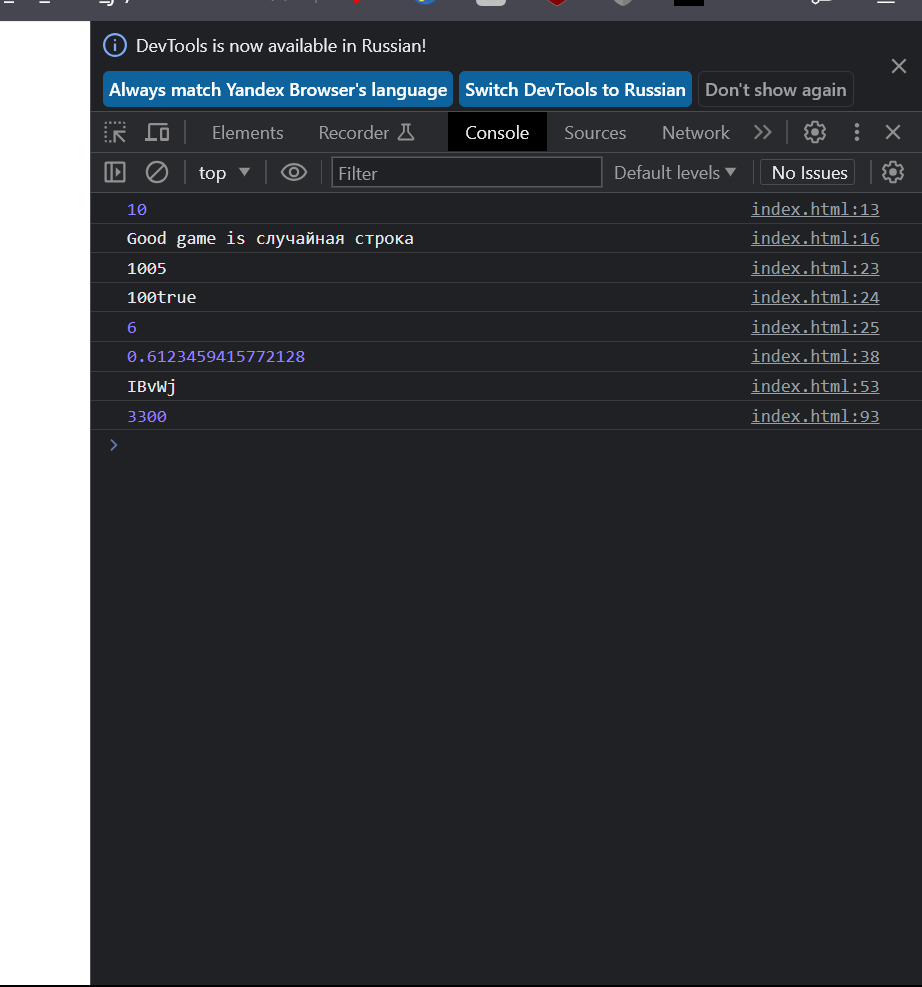 DevTools is now available in Russian!
Always match Yandex Browser's language Switch DevTools to Russian Don't show again
Elements Recorder Console Sources Network
top Filter Default levels No Issues
10 index.html:13
Good game is случайная строка index.html:16
1005 index.html:23
100true index.html:24
6 index.html:25
0.6123459415772128 index.html:38
IBvWj index.html:53
3300 index.html:93